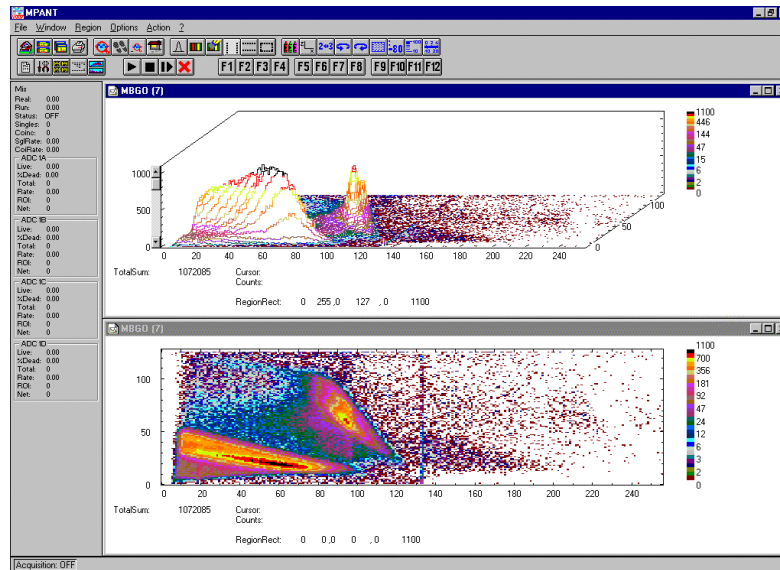 MPANT
File Window Region Options Action ?
2↔3 -80
F1 F2 F3 F4 F5 F6 F7 F8 F9 F10 F11 F12
Mix
Real: 0.00
Run: 0.00
Status: OFF
Singles: 0
Coinc: 0
SglRate: 0.00
CoiRate: 0.00
ADC 1A
Live: 0.00
%Dead: 0.00
Total: 0
Rate: 0.00
ROI: 0
Net: 0
ADC 1B
Live: 0.00
%Dead: 0.00
Total: 0
Rate: 0.00
ROI: 0
Net: 0
ADC 1C
Live: 0.00
%Dead: 0.00
Total: 0
Rate: 0.00
ROI: 0
Net: 0
ADC 1D
Live: 0.00
%Dead: 0.00
Total: 0
Rate: 0.00
ROI: 0
Net: 0
MBGO (7)
1000
500
0
0 20 40 60 80 100 120 140 160 180 200 220 240
0
50
100
1100
446
144
47
15
6
2
0
TotalSum: 1072085 Cursor:
Counts:
RegionRect: 0 255 ,0 127 ,0 1100
MBGO (7)
100
50
0
0 20 40 60 80 100 120 140 160 180 200 220 240
1100
700
356
181
92
47
24
12
6
3
2
0
TotalSum: 1072085 Cursor:
Counts:
RegionRect: 0 0 ,0 0 ,0 1100
Acquisition: OFF